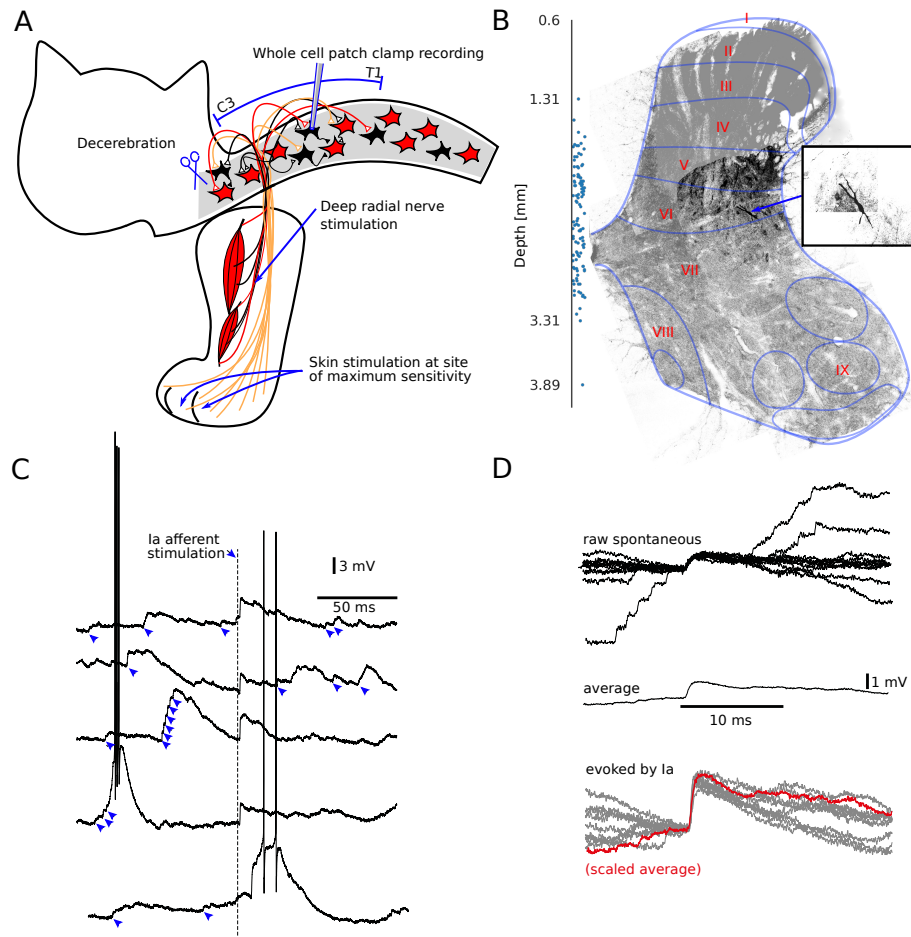 A
Whole cell patch clamp recording
C3
T1
Decerebration
Deep radial nerve
stimulation
Skin stimulation at site
of maximum sensitivity
B
0.6
1.31
3.31
3.89
Depth [mm]
I
II
III
IV
V
VI
VII
VIII
IX
C
Ia afferent
stimulation
3 mV
50 ms
D
raw spontaneous
average
1 mV
10 ms
evoked by Ia
(scaled average)